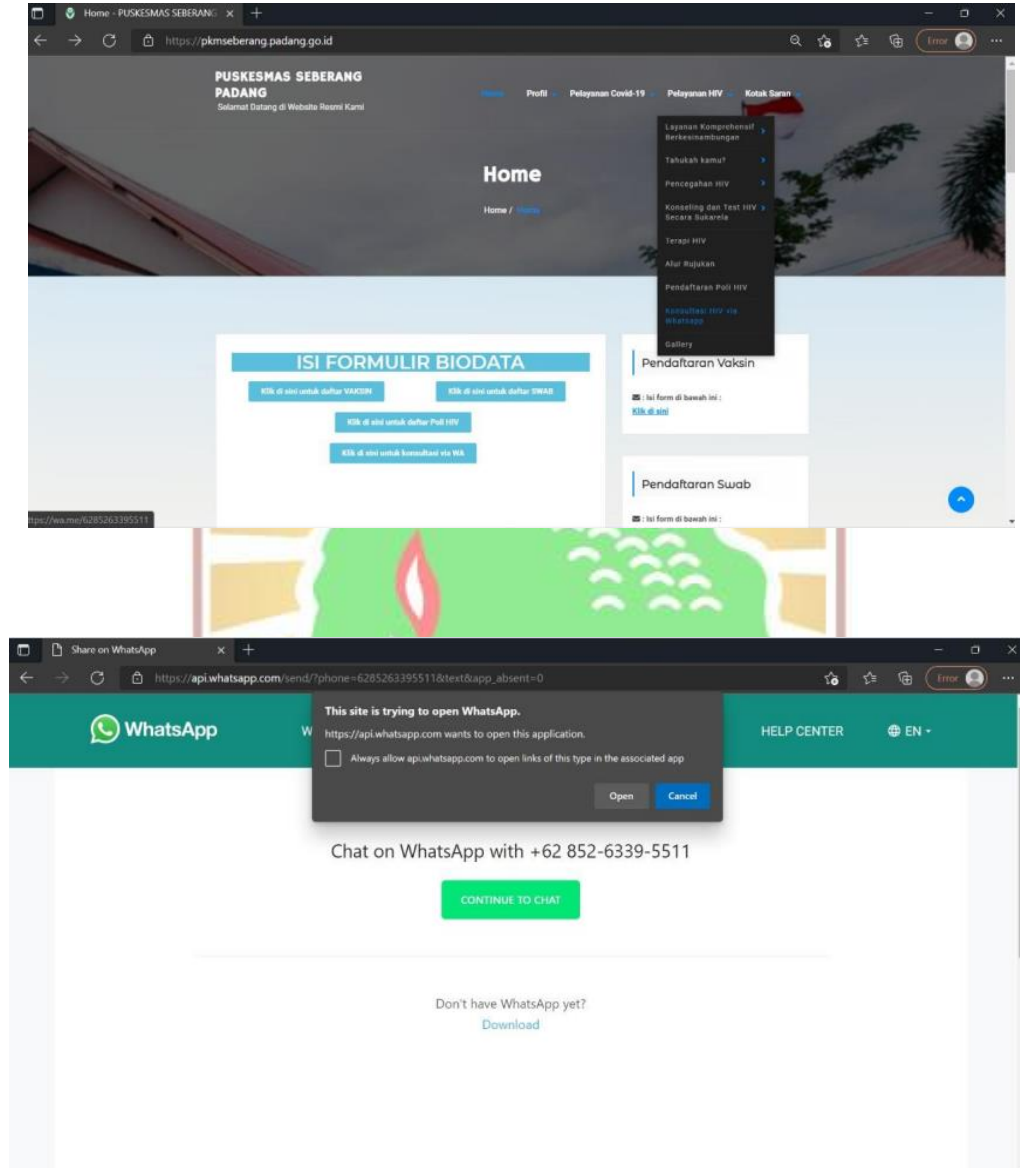 Home - PUSKESMAS SEBERANG
https://pkmseberang.padang.go.id
Error
PUSKESMAS SEBERANG
PADANG
Selamat Datang di Website Resmi Kami
Home
Profil
Pelayanan Covid-19
Pelayanan HIV
Kotak Saran
Layanan Komprehensif
Berkesinambungan
Tahukah kamu?
Pencegahan HIV
Konseling dan Test HIV
Secara Sukarela
Terapi HIV
Alur Rujukan
Pendaftaran Poli HIV
Konsultasi HIV via
Whatsapp
Gallery
Home
Home / Home
ISI FORMULIR BIODATA
Klik di sini untuk daftar VAKSIN
Klik di sini untuk daftar SWAB
Klik di sini untuk daftar Poli HIV
Klik di sini untuk konsultasi via WA
Pendaftaran Vaksin
: Isi form di bawah ini :
Klik di sini
Pendaftaran Swab
: Isi form di bawah ini :
ttps://wa.me/6285263395511
Share on WhatsApp
https://api.whatsapp.com/send/?phone=6285263395511&text&app_absent=0
Error
WhatsApp
W
HELP CENTER
EN
This site is trying to open WhatsApp.
https://api.whatsapp.com wants to open this application.
Always allow api.whatsapp.com to open links of this type in the associated app
Open
Cancel
Chat on WhatsApp with +62 852-6339-5511
CONTINUE TO CHAT
Don't have WhatsApp yet?
Download